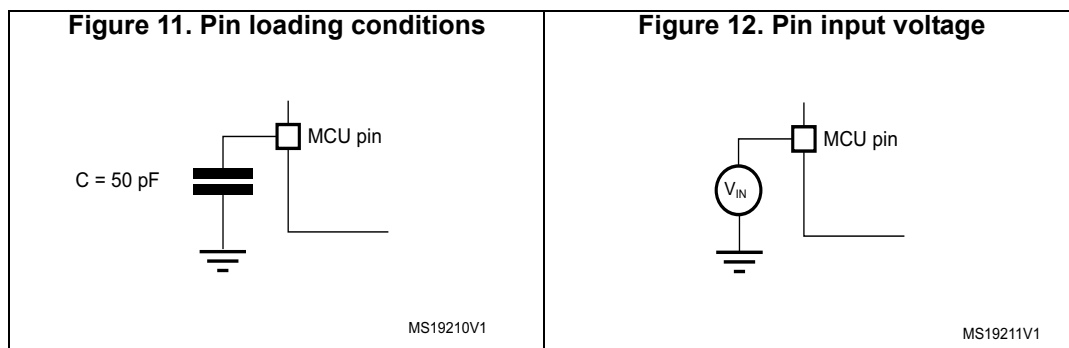 Figure 11. Pin loading conditions
MCU pin
C = 50 pF
MS19210V1
Figure 12. Pin input voltage
MCU pin
VIN
MS19211V1